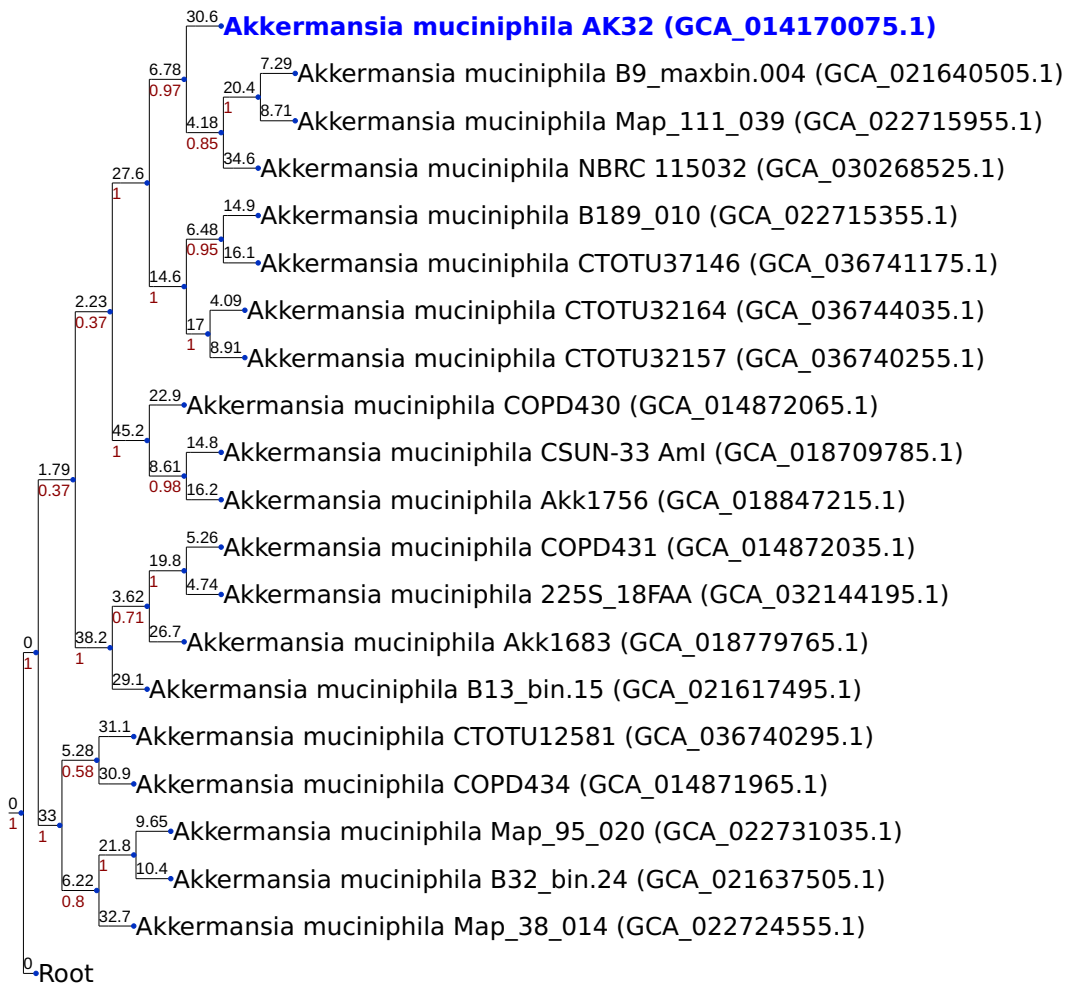 30.6 Akkermansia muciniphila AK32 (GCA_014170075.1)
6.78 7.29 Akkermansia muciniphila B9_maxbin.004 (GCA_021640505.1)
0.97 20.4
1 8.71 Akkermansia muciniphila Map_111_039 (GCA_022715955.1)
4.18
0.85
34.6 Akkermansia muciniphila NBRC 115032 (GCA_030268525.1)
27.6
1
14.9 Akkermansia muciniphila B189_010 (GCA_022715355.1)
6.48
0.95
16.1 Akkermansia muciniphila CTOTU37146 (GCA_036741175.1)
14.6
1
4.09 Akkermansia muciniphila CTOTU32164 (GCA_036744035.1)
2.23
0.37
17
1
8.91 Akkermansia muciniphila CTOTU32157 (GCA_036740255.1)
22.9 Akkermansia muciniphila COPD430 (GCA_014872065.1)
45.2
1
14.8 Akkermansia muciniphila CSUN-33 AmI (GCA_018709785.1)
8.61
0.98
1.79
0.37
16.2 Akkermansia muciniphila Akk1756 (GCA_018847215.1)
5.26 Akkermansia muciniphila COPD431 (GCA_014872035.1)
19.8
1
4.74 Akkermansia muciniphila 225S_18FAA (GCA_032144195.1)
3.62
0.71
26.7 Akkermansia muciniphila Akk1683 (GCA_018779765.1)
38.2
1
0
1
29.1 Akkermansia muciniphila B13_bin.15 (GCA_021617495.1)
31.1 Akkermansia muciniphila CTOTU12581 (GCA_036740295.1)
5.28
0.58
30.9 Akkermansia muciniphila COPD434 (GCA_014871965.1)
0
1
33
1
9.65 Akkermansia muciniphila Map_95_020 (GCA_022731035.1)
21.8
1
10.4 Akkermansia muciniphila B32_bin.24 (GCA_021637505.1)
6.22
0.8
32.7 Akkermansia muciniphila Map_38_014 (GCA_022724555.1)
0 Root